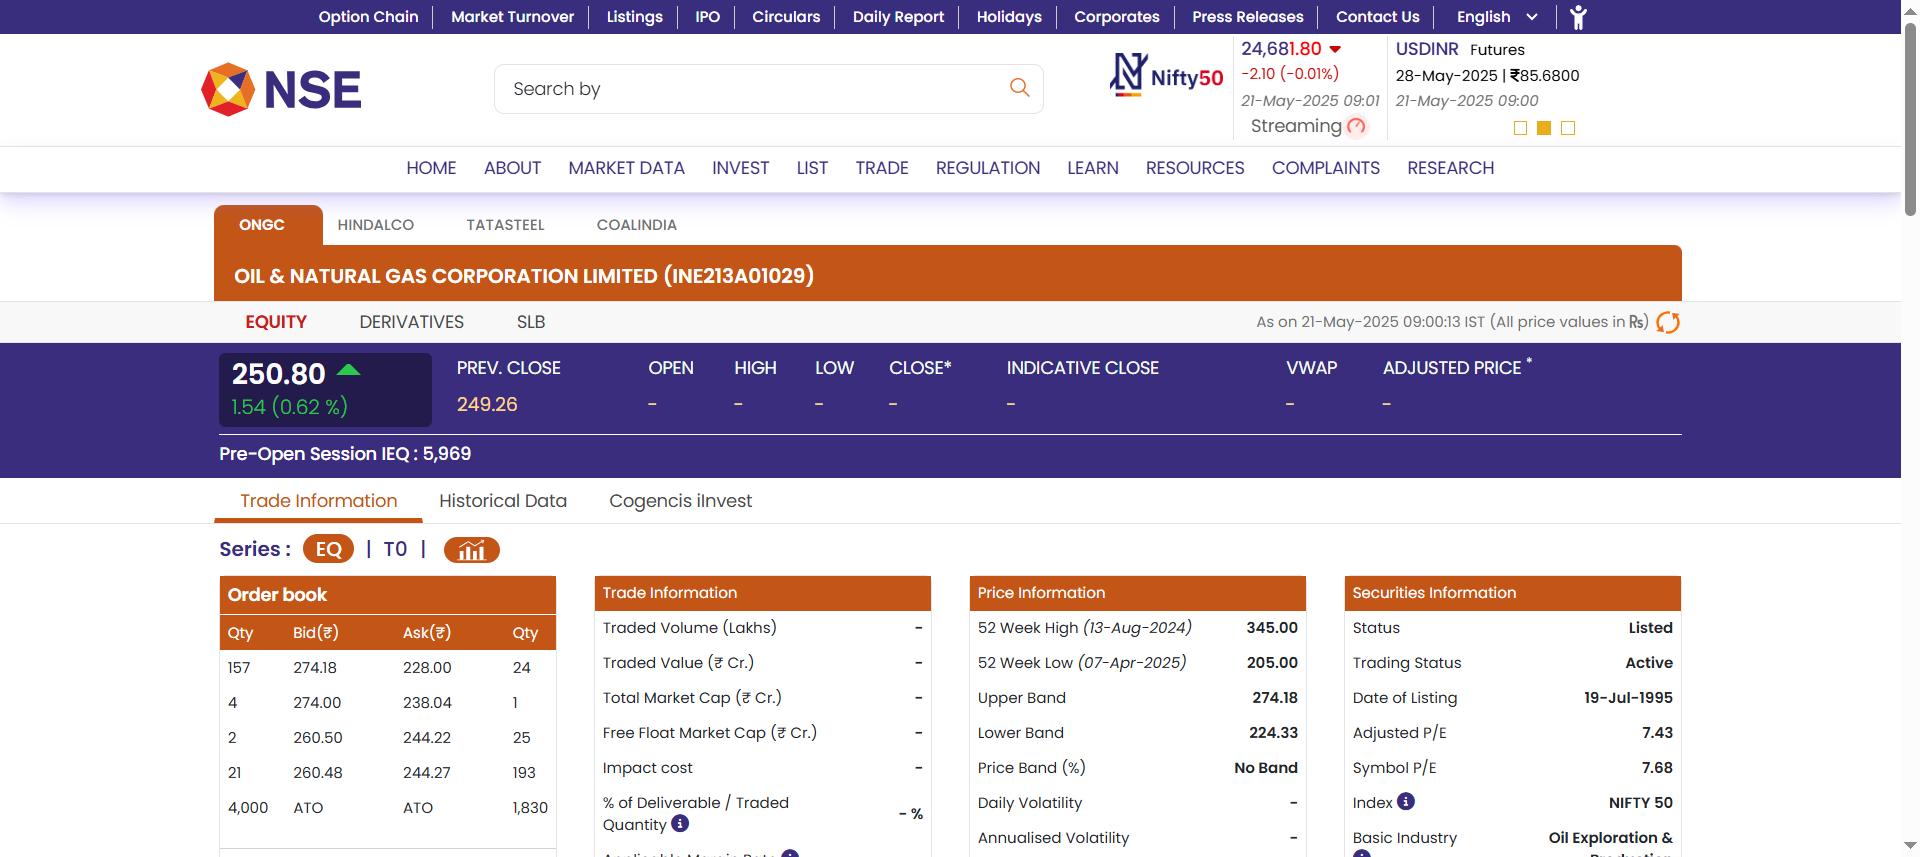 Option Chain Market Turnover Listings IPO Circulars Daily Report Holidays Corporates Press Releases Contact Us English
NSE
Search by
Nifty50
24,681.80
-2.10 (-0.01%)
21-May-2025 09:01
Streaming
USDINR Futures
28-May-2025 | ₹85.6800
21-May-2025 09:00
HOME ABOUT MARKET DATA INVEST LIST TRADE REGULATION LEARN RESOURCES COMPLAINTS RESEARCH
ONGC HINDALCO TATASTEEL COALINDIA
OIL & NATURAL GAS CORPORATION LIMITED (INE213A01029)
EQUITY DERIVATIVES SLB As on 21-May-2025 09:00:13 IST (All price values in ₨)
250.80
1.54 (0.62 %)
PREV. CLOSE OPEN HIGH LOW CLOSE* INDICATIVE CLOSE VWAP ADJUSTED PRICE *
249.26 - - - - - - -
Pre-Open Session IEQ : 5,969
Trade Information Historical Data Cogencis iInvest
Series : EQ | T0 |
Order book
Qty Bid(₹) Ask(₹) Qty
157 274.18 228.00 24
4 274.00 238.04 1
2 260.50 244.22 25
21 260.48 244.27 193
4,000 ATO ATO 1,830
Trade Information
Traded Volume (Lakhs) -
Traded Value (₹ Cr.) -
Total Market Cap (₹ Cr.) -
Free Float Market Cap (₹ Cr.) -
Impact cost -
% of Deliverable / Traded
Quantity - %
Applicable Margin Rate
Price Information
52 Week High (13-Aug-2024) 345.00
52 Week Low (07-Apr-2025) 205.00
Upper Band 274.18
Lower Band 224.33
Price Band (%) No Band
Daily Volatility -
Annualised Volatility -
Securities Information
Status Listed
Trading Status Active
Date of Listing 19-Jul-1995
Adjusted P/E 7.43
Symbol P/E 7.68
Index NIFTY 50
Basic Industry Oil Exploration &
Production